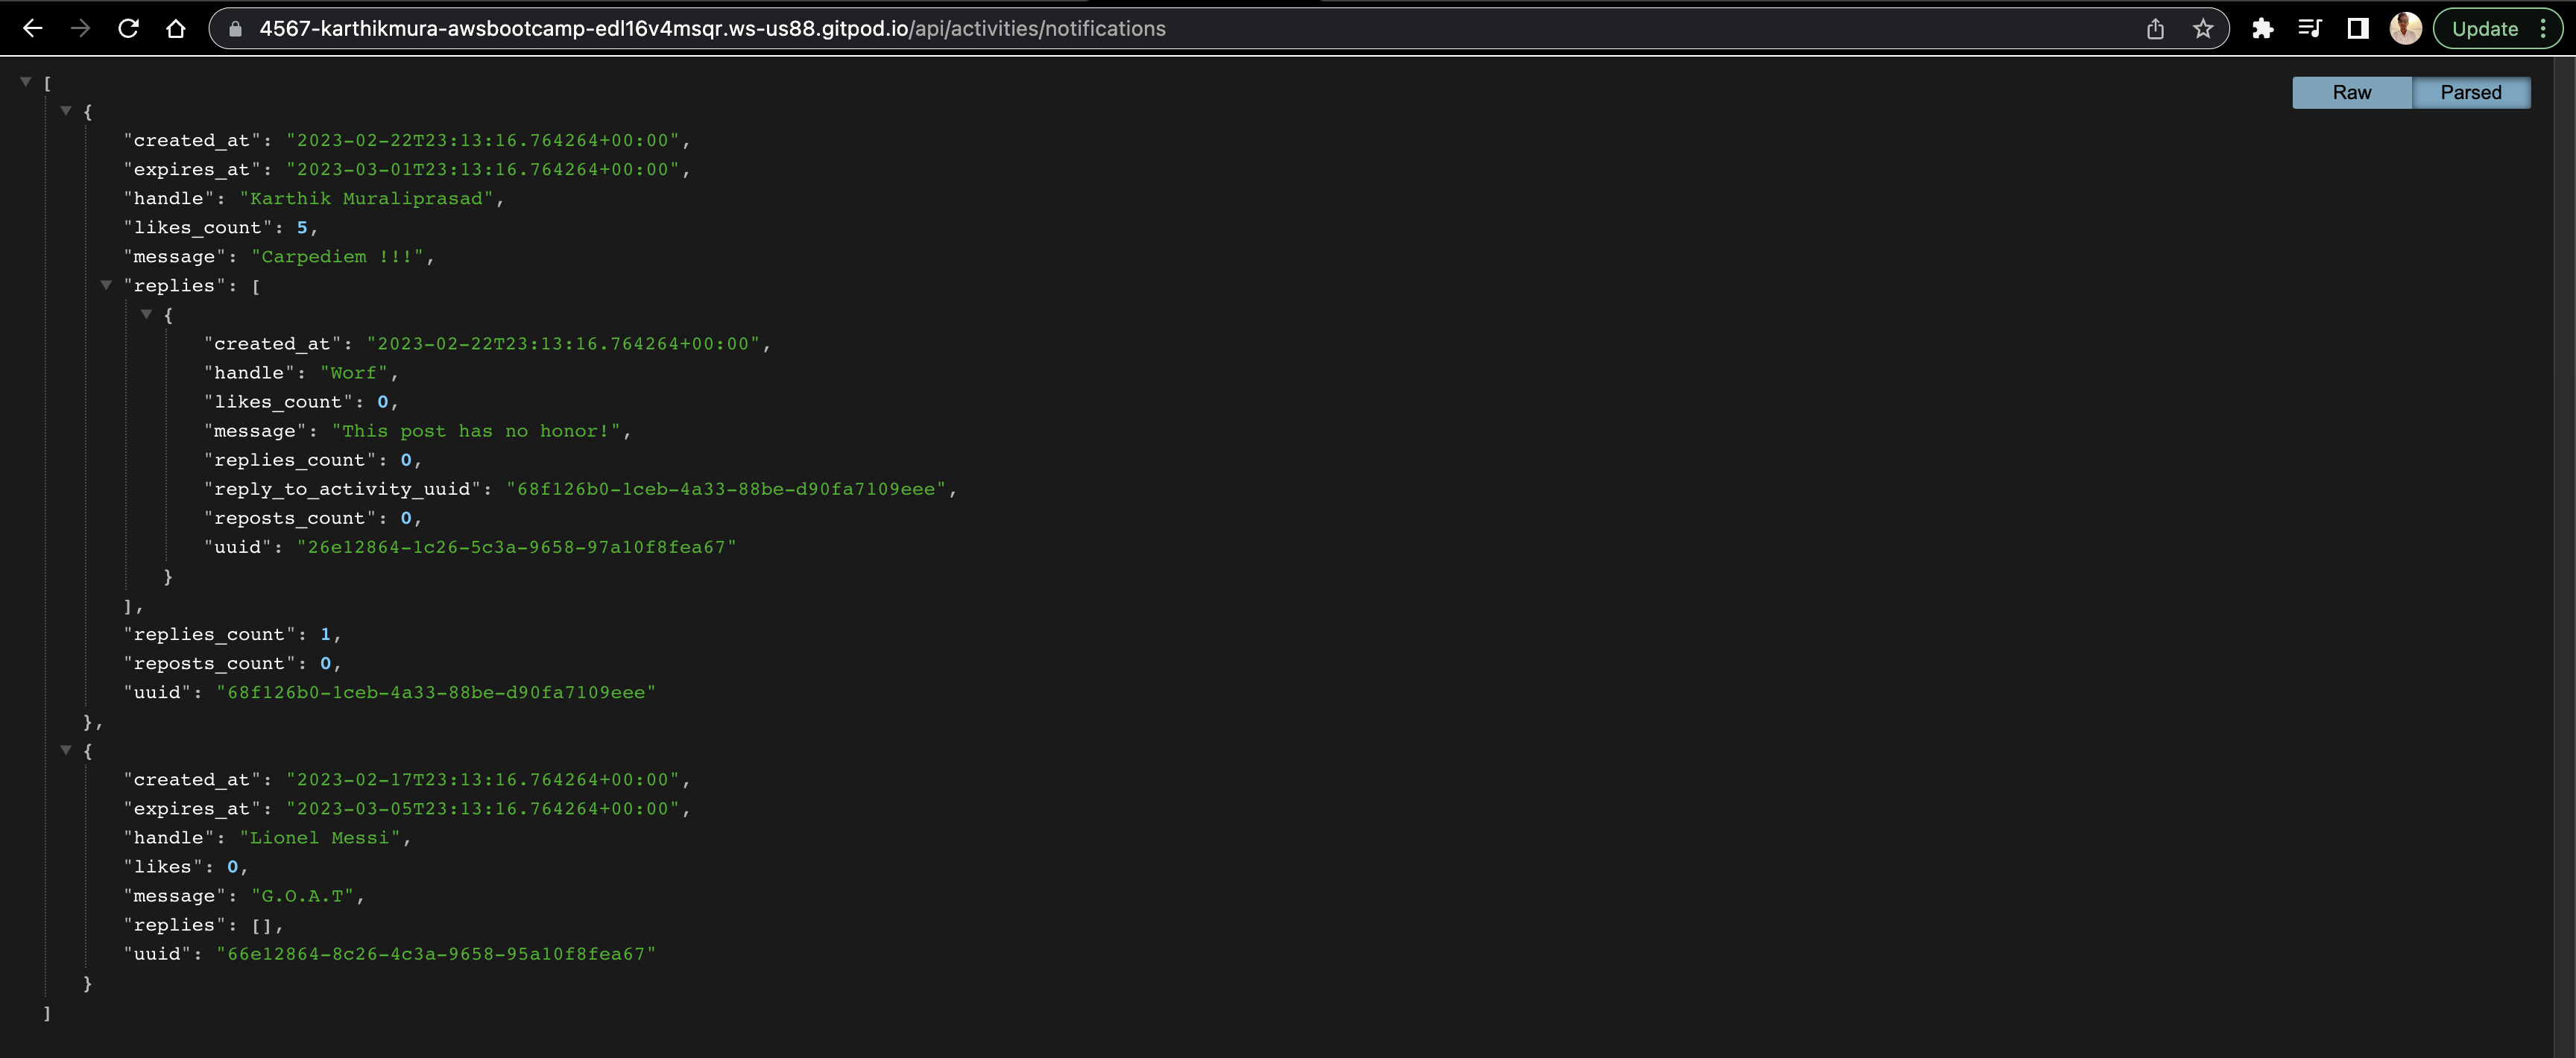 4567-karthikmura-awsbootcamp-edl16v4msqr.ws-us88.gitpod.io/api/activities/notifications
Update
Raw
Parsed
[
{
"created_at": "2023-02-22T23:13:16.764264+00:00",
"expires_at": "2023-03-01T23:13:16.764264+00:00",
"handle": "Karthik Muraliprasad",
"likes_count": 5,
"message": "Carpediem !!!",
"replies": [
{
"created_at": "2023-02-22T23:13:16.764264+00:00",
"handle": "Worf",
"likes_count": 0,
"message": "This post has no honor!",
"replies_count": 0,
"reply_to_activity_uuid": "68f126b0-1ceb-4a33-88be-d90fa7109eee",
"reposts_count": 0,
"uuid": "26e12864-1c26-5c3a-9658-97a10f8fea67"
}
],
"replies_count": 1,
"reposts_count": 0,
"uuid": "68f126b0-1ceb-4a33-88be-d90fa7109eee"
},
{
"created_at": "2023-02-17T23:13:16.764264+00:00",
"expires_at": "2023-03-05T23:13:16.764264+00:00",
"handle": "Lionel Messi",
"likes": 0,
"message": "G.O.A.T",
"replies": [],
"uuid": "66e12864-8c26-4c3a-9658-95a10f8fea67"
}
]